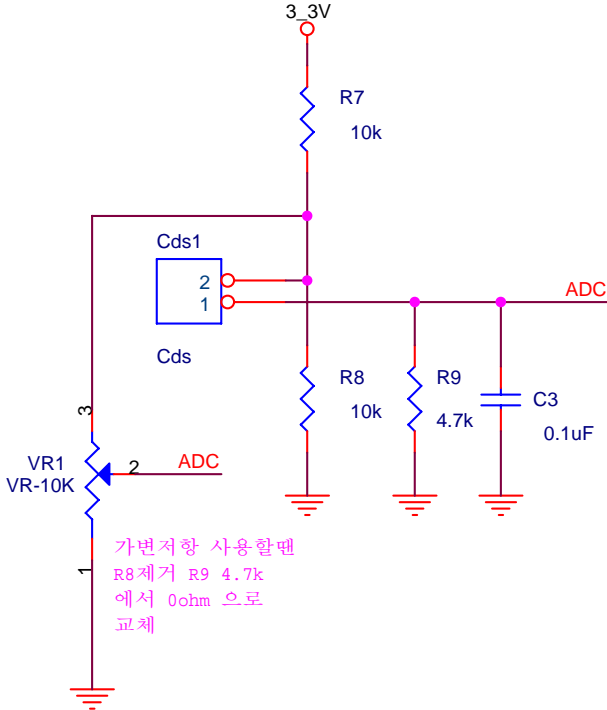 3_3V
R7
10k
Cds1
2
1
ADC
Cds
R8
10k
R9
4.7k
C3
0.1uF
3
VR1
VR-10K
2
ADC
1
가변저항 사용할땐
R8제거 R9 4.7k
에서 0ohm 으로
교체